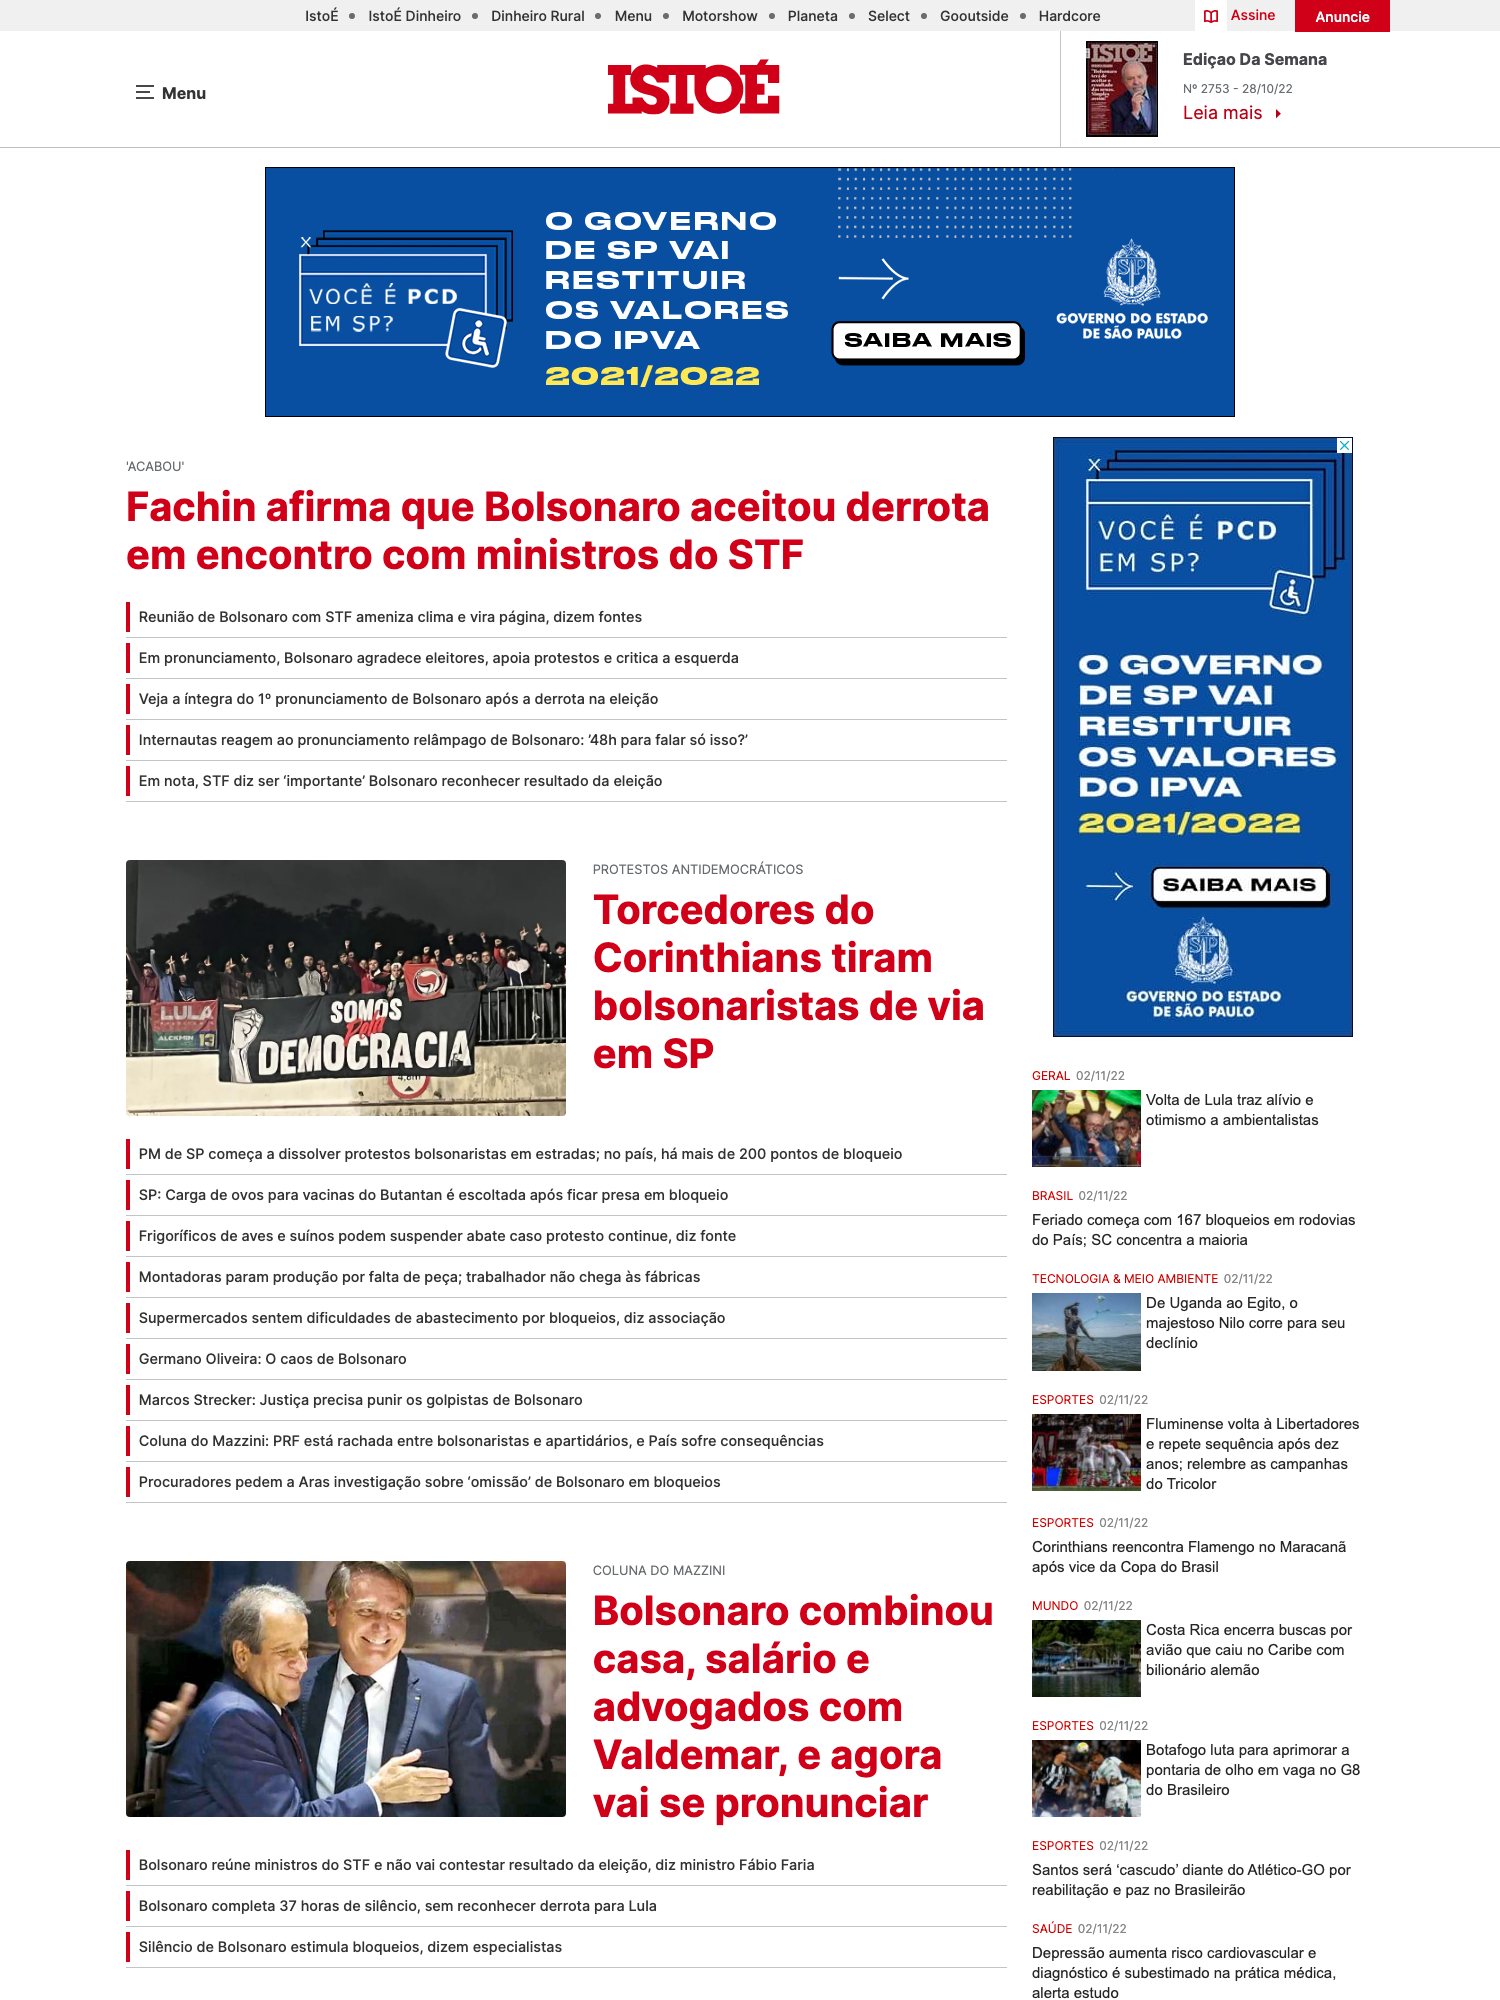 IstoÉ • IstoÉ Dinheiro • Dinheiro Rural • Menu • Motorshow • Planeta • Select • Gooutside • Hardcore
Assine
Anuncie
Menu
ISTOÉ
ISTOÉ
Ediçao Da Semana
Nº 2753 - 28/10/22
Leia mais
VOCÊ É PCD
EM SP?
O GOVERNO
DE SP VAI
RESTITUIR
OS VALORES
DO IPVA
2021/2022
SAIBA MAIS
SP
GOVERNO DO ESTADO
DE SÃO PAULO
'ACABOU'
Fachin afirma que Bolsonaro aceitou derrota
em encontro com ministros do STF
Reunião de Bolsonaro com STF ameniza clima e vira página, dizem fontes
Em pronunciamento, Bolsonaro agradece eleitores, apoia protestos e critica a esquerda
Veja a íntegra do 1º pronunciamento de Bolsonaro após a derrota na eleição
Internautas reagem ao pronunciamento relâmpago de Bolsonaro: ’48h para falar só isso?’
Em nota, STF diz ser ‘importante’ Bolsonaro reconhecer resultado da eleição
LULA
ALCKMIN 13
SOMOS
Pela
DEMOCRACIA
4,8m
PROTESTOS ANTIDEMOCRÁTICOS
Torcedores do
Corinthians tiram
bolsonaristas de via
em SP
PM de SP começa a dissolver protestos bolsonaristas em estradas; no país, há mais de 200 pontos de bloqueio
SP: Carga de ovos para vacinas do Butantan é escoltada após ficar presa em bloqueio
Frigoríficos de aves e suínos podem suspender abate caso protesto continue, diz fonte
Montadoras param produção por falta de peça; trabalhador não chega às fábricas
Supermercados sentem dificuldades de abastecimento por bloqueios, diz associação
Germano Oliveira: O caos de Bolsonaro
Marcos Strecker: Justiça precisa punir os golpistas de Bolsonaro
Coluna do Mazzini: PRF está rachada entre bolsonaristas e apartidários, e País sofre consequências
Procuradores pedem a Aras investigação sobre ‘omissão’ de Bolsonaro em bloqueios
COLUNA DO MAZZINI
Bolsonaro combinou
casa, salário e
advogados com
Valdemar, e agora
vai se pronunciar
Bolsonaro reúne ministros do STF e não vai contestar resultado da eleição, diz ministro Fábio Faria
Bolsonaro completa 37 horas de silêncio, sem reconhecer derrota para Lula
Silêncio de Bolsonaro estimula bloqueios, dizem especialistas
VOCÊ É PCD
EM SP?
O GOVERNO
DE SP VAI
RESTITUIR
OS VALORES
DO IPVA
2021/2022
SAIBA MAIS
SP
GOVERNO DO ESTADO
DE SÃO PAULO
GERAL 02/11/22
Volta de Lula traz alívio e
otimismo a ambientalistas
BRASIL 02/11/22
Feriado começa com 167 bloqueios em rodovias
do País; SC concentra a maioria
TECNOLOGIA & MEIO AMBIENTE 02/11/22
De Uganda ao Egito, o
majestoso Nilo corre para seu
declínio
ESPORTES 02/11/22
Fluminense volta à Libertadores
e repete sequência após dez
anos; relembre as campanhas
do Tricolor
ESPORTES 02/11/22
Corinthians reencontra Flamengo no Maracanã
após vice da Copa do Brasil
MUNDO 02/11/22
Costa Rica encerra buscas por
avião que caiu no Caribe com
bilionário alemão
ESPORTES 02/11/22
Botafogo luta para aprimorar a
pontaria de olho em vaga no G8
do Brasileiro
ESPORTES 02/11/22
Santos será ‘cascudo’ diante do Atlético-GO por
reabilitação e paz no Brasileirão
SAÚDE 02/11/22
Depressão aumenta risco cardiovascular e
diagnóstico é subestimado na prática médica,
alerta estudo